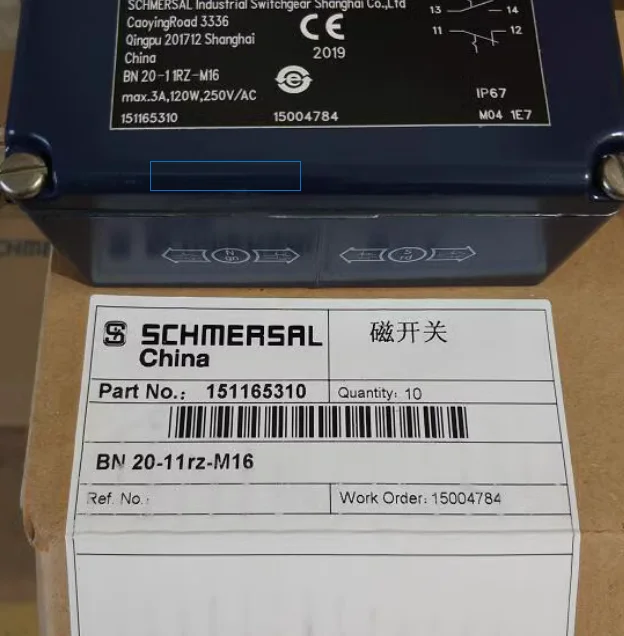 SCHMERSAL Industrial Switchgear Shanghai Co.,Ltd
CaoyingRoad 3336
Qingpu 201712 Shanghai
China
BN 20-11RZ-M16
max.3A,120W,250V/AC
151165310
15004784
CE
2019
13 14
11 12
IP67
M04 1E7
N
gn
S
rd
SCHMERSAL
China
磁开关
Part No.: 151165310
Quantity: 10
BN 20-11rz-M16
Ref. No.:
Work Order: 15004784